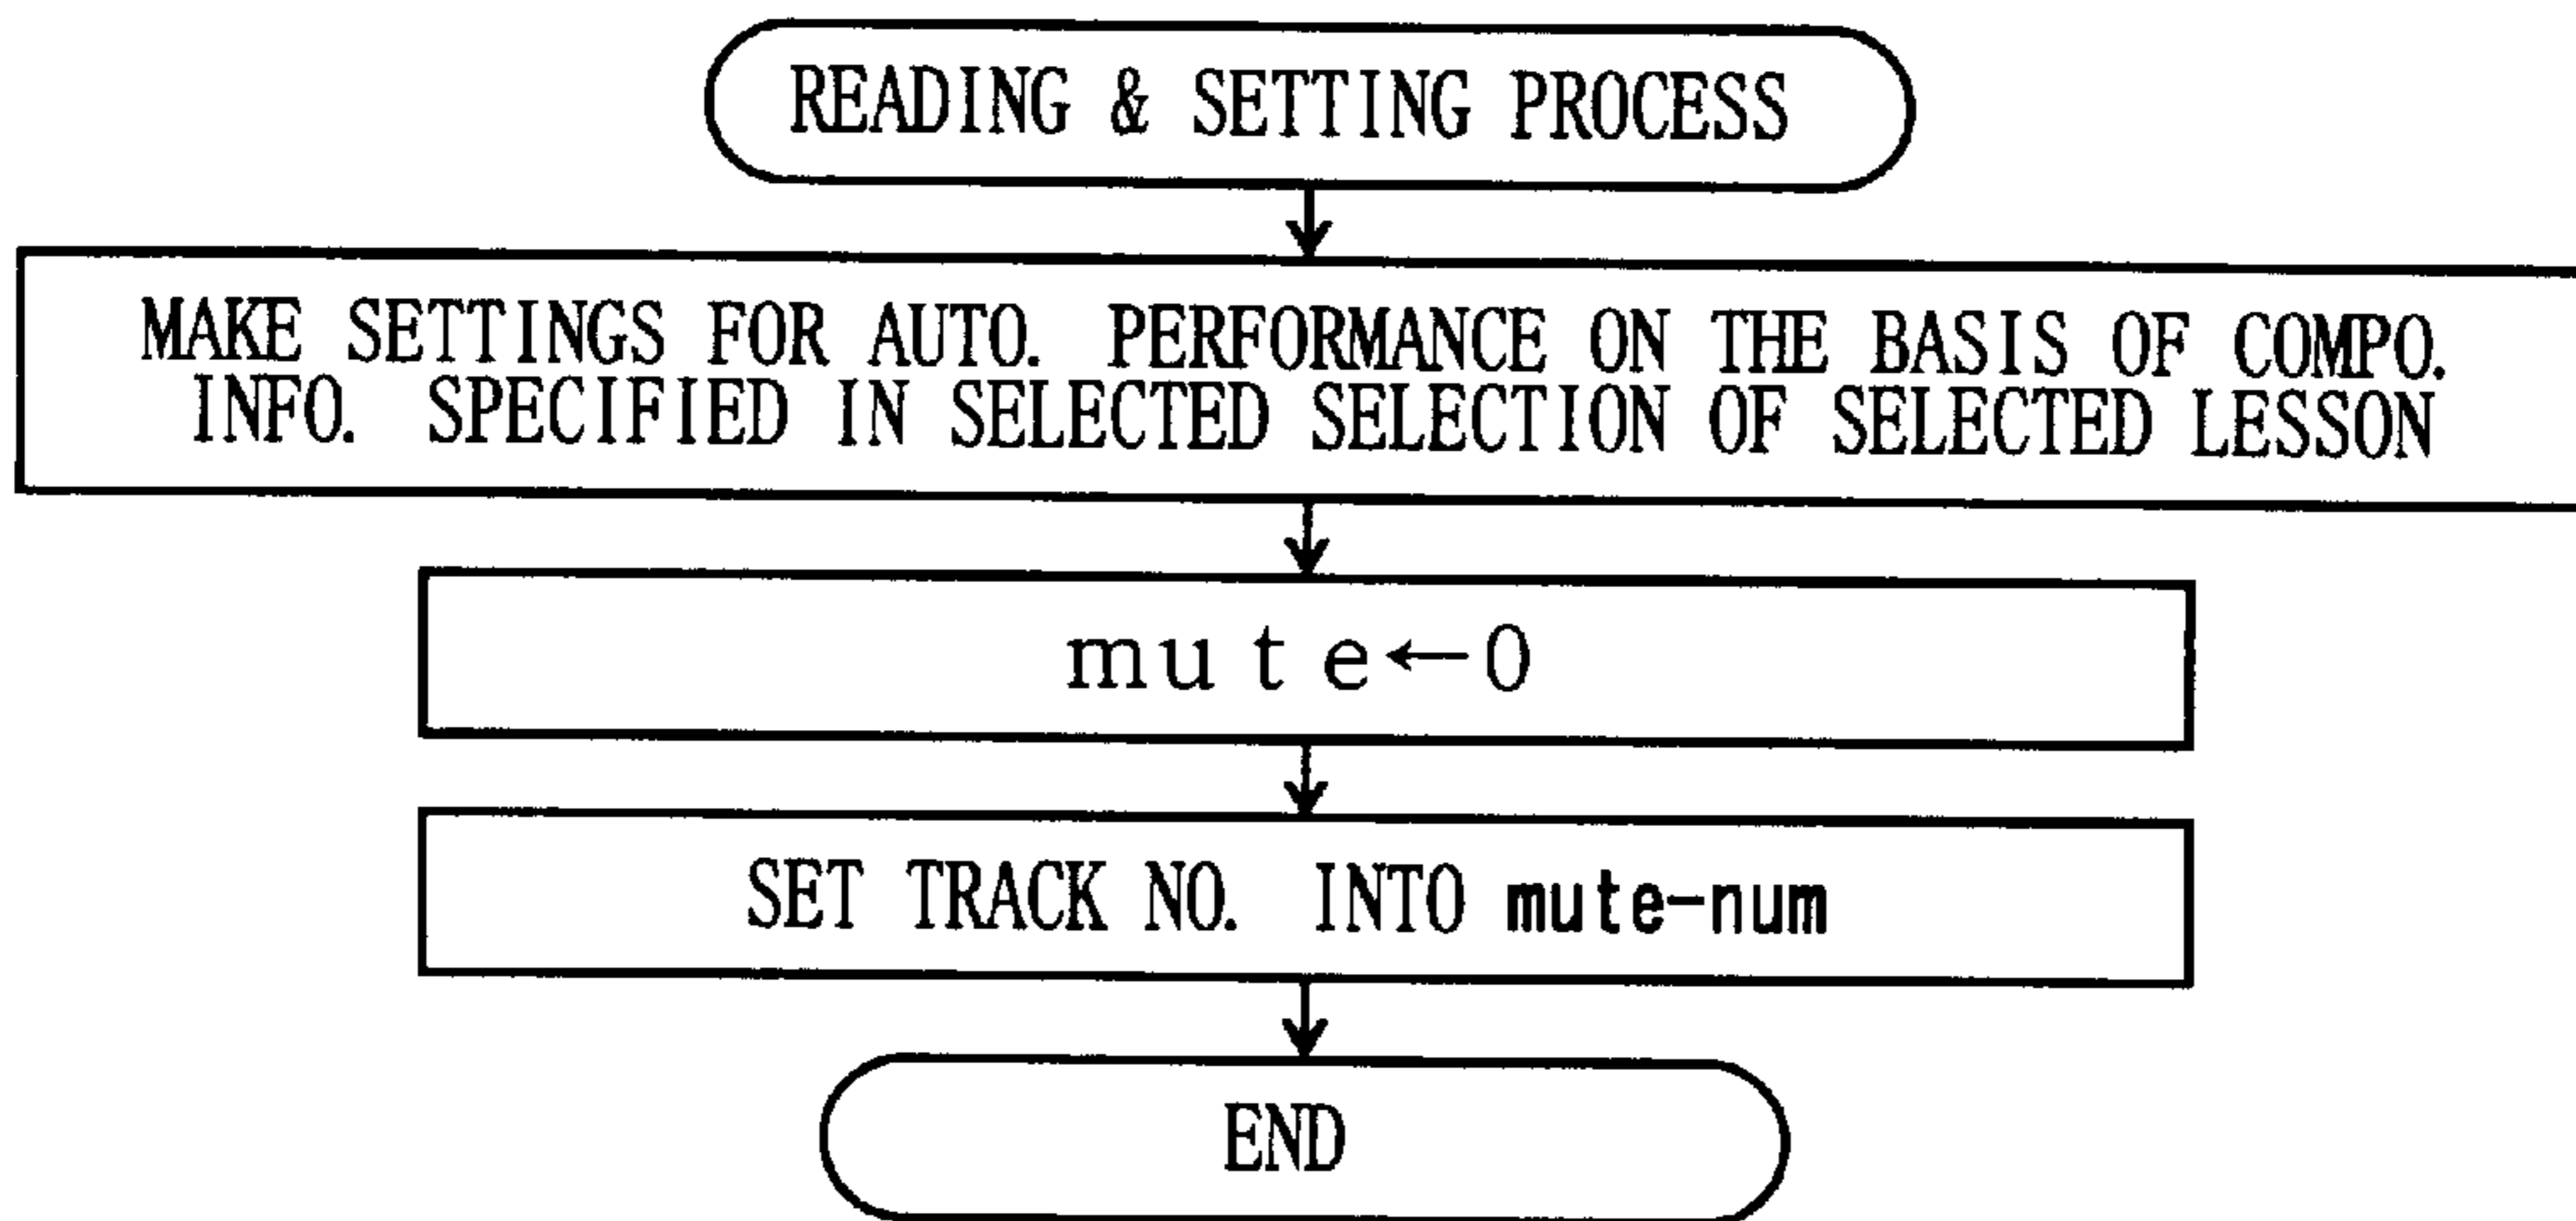 READING & SETTING PROCESS
MAKE SETTINGS FOR AUTO. PERFORMANCE ON THE BASIS OF COMPO.
INFO. SPECIFIED IN SELECTED SELECTION OF SELECTED LESSON
mute←0
SET TRACK NO. INTO mute-num
END